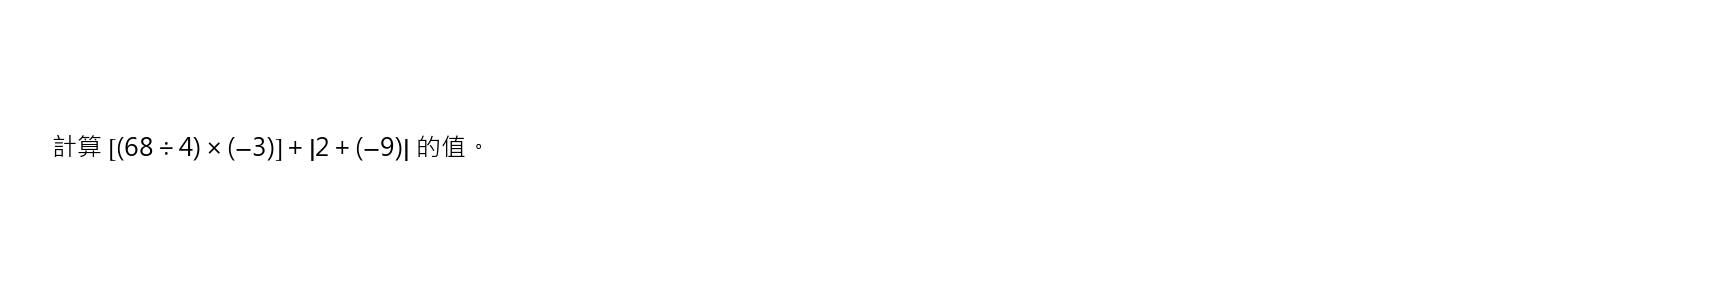 計算 [(68 ÷ 4) × (−3)] + |2 + (−9)| 的值。